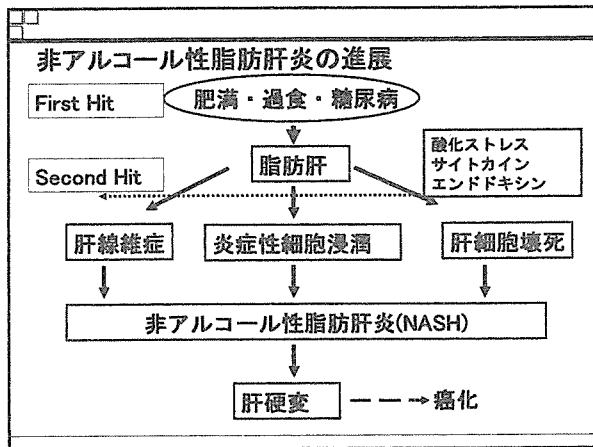 非アルコール性脂肪肝炎の進展
First Hit
肥満・過食・糖尿病
脂肪肝
酸化ストレス
サイトカイン
エンドドキシン
Second Hit
肝線維症
炎症性細胞浸潤
肝細胞壊死
非アルコール性脂肪肝炎(NASH)
肝硬変
癌化